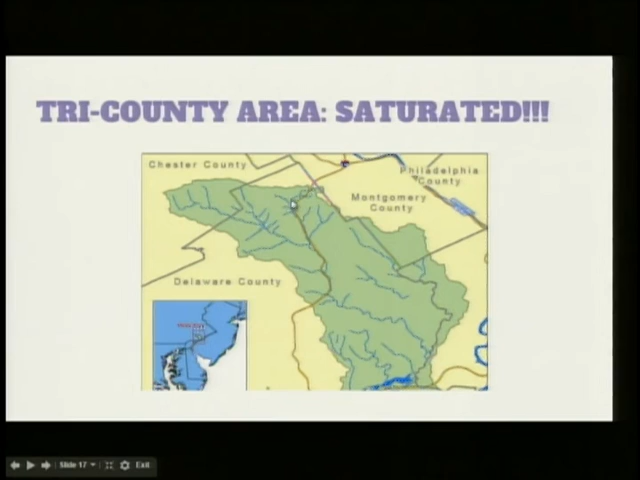 TRI-COUNTY AREA: SATURATED!!!
Chester County
Philadelphia
County
Montgomery
County
Delaware County
Slide 17
Exit